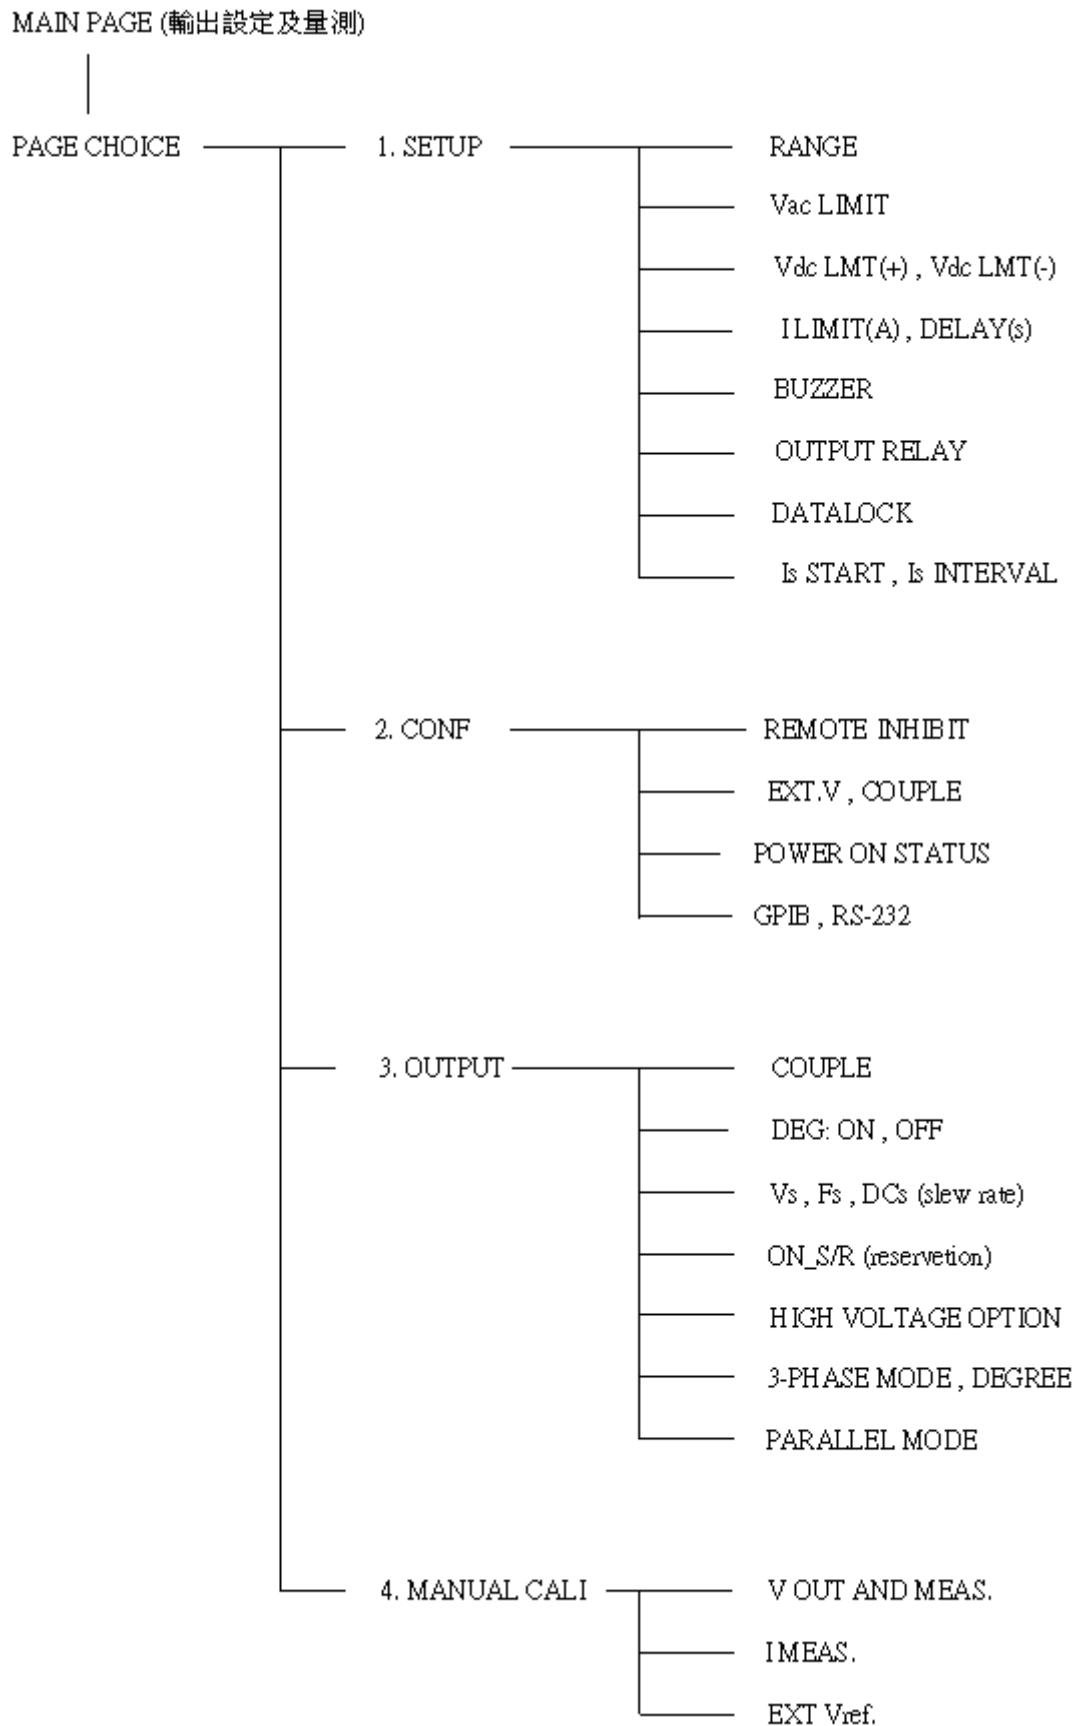 MAIN PAGE (輸出設定及量測)
PAGE CHOICE
1. SETUP
RANGE
Vac LIMIT
Vdc LMT(+) , Vdc LMT(-)
I LIMIT(A) , DELAY(s)
BUZZER
OUTPUT RELAY
DATALOCK
Is START , Is INTERVAL
2. CONF
REMOTE INHIBIT
EXT.V , COUPLE
POWER ON STATUS
GPIB , RS-232
3. OUTPUT
COUPLE
DEG: ON , OFF
Vs , Fs , DCs (slew rate)
ON_S/R (reservetion)
HIGH VOLTAGE OPTION
3-PHASE MODE , DEGREE
PARALLEL MODE
4. MANUAL CALI
V OUT AND MEAS.
I MEAS.
EXT Vref.